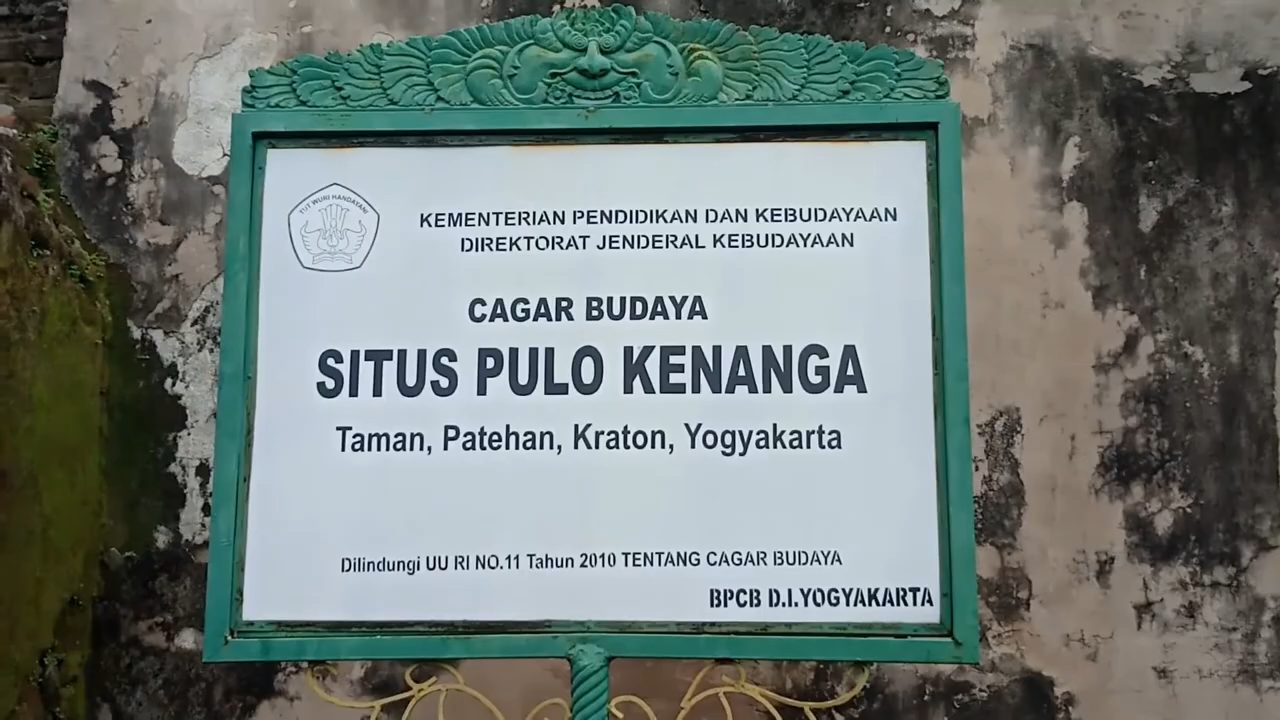 TUT WURI HANDAYANI
KEMENTERIAN PENDIDIKAN DAN KEBUDAYAAN
DIREKTORAT JENDERAL KEBUDAYAAN
CAGAR BUDAYA
SITUS PULO KENANGA
Taman, Patehan, Kraton, Yogyakarta
Dilindungi UU RI NO.11 Tahun 2010 TENTANG CAGAR BUDAYA
BPCB D.I.YOGYAKARTA